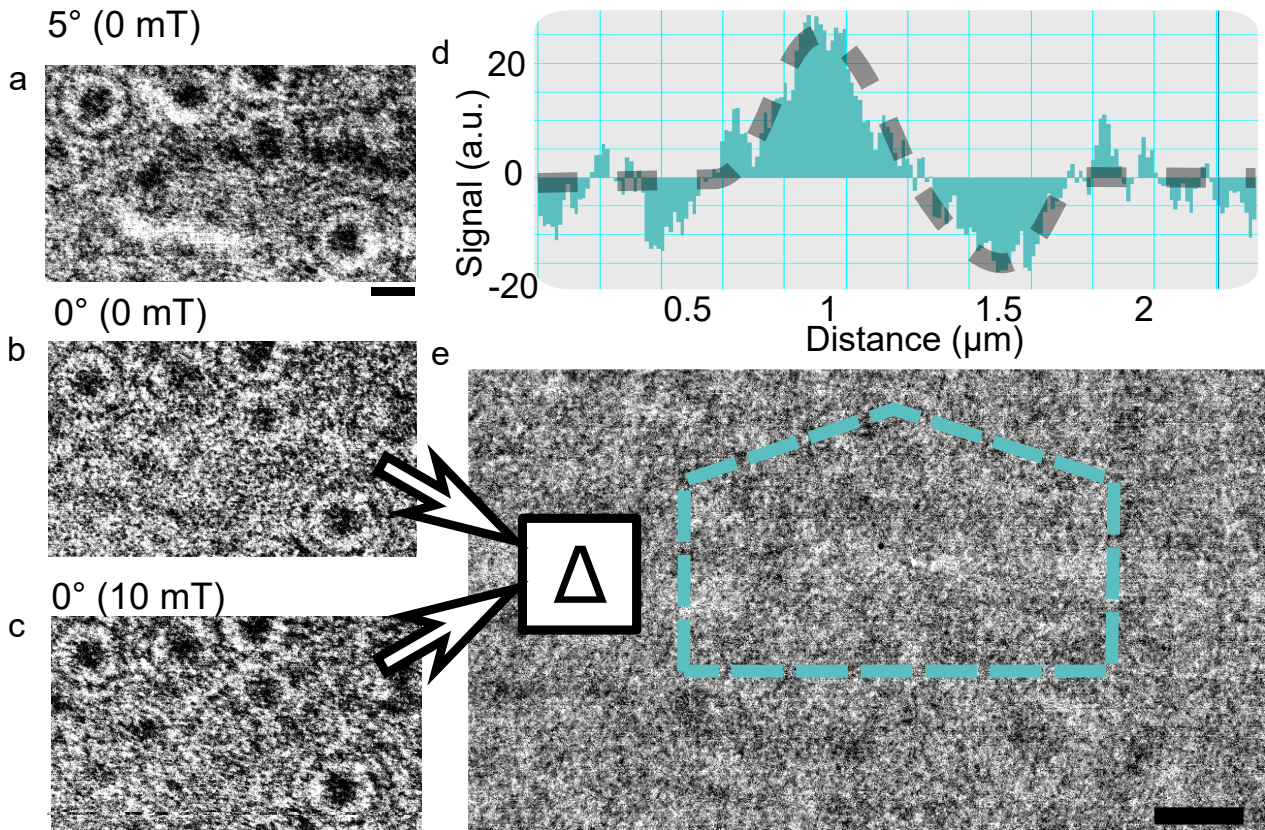 5° (0 mT)
a
0° (0 mT)
b
0° (10 mT)
c
d
20
0
-20
Signal (a.u.)
0.5 1 1.5 2
Distance (µm)
e
Δ